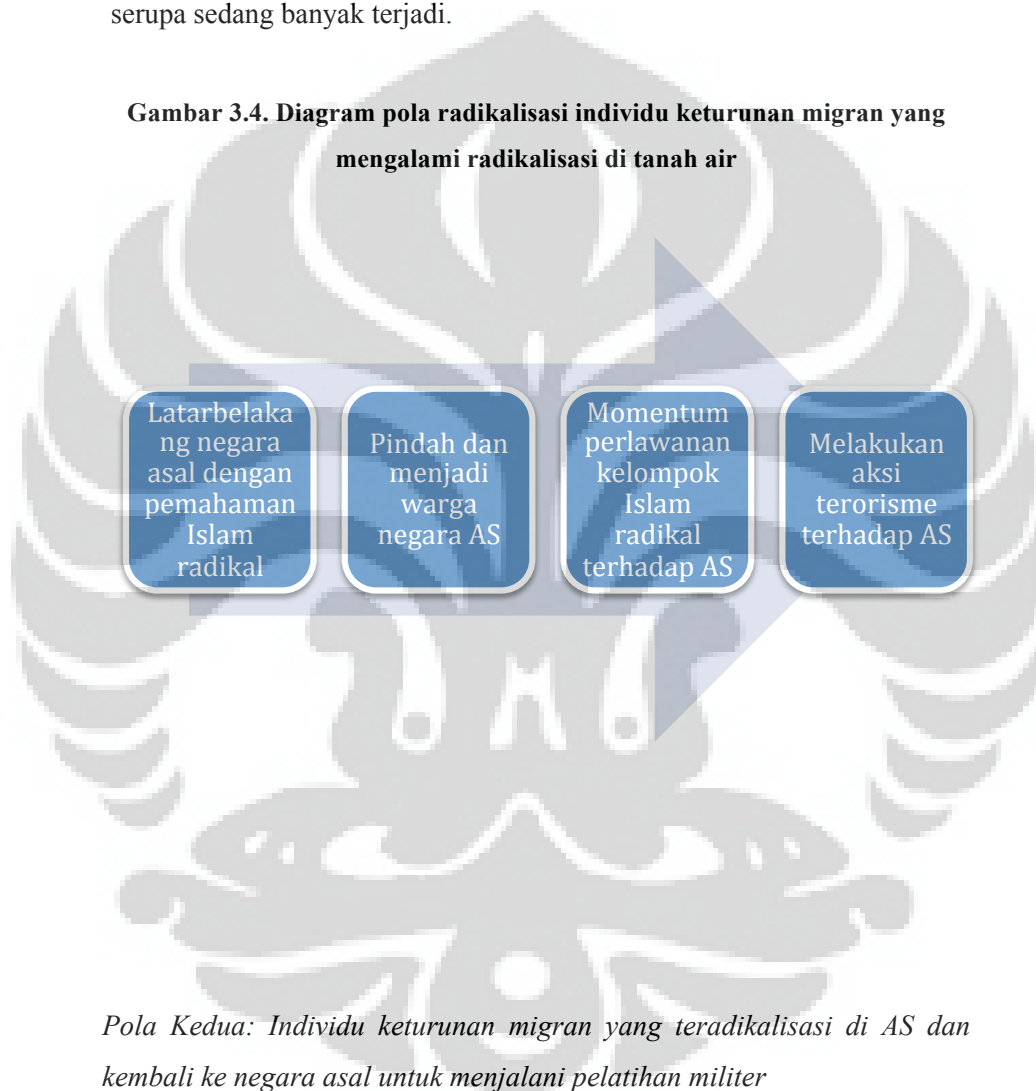 serupa sedang banyak terjadi.
Gambar 3.4. Diagram pola radikalisasi individu keturunan migran yang
mengalami radikalisasi di tanah air
Latarbelaka
ng negara
asal dengan
pemahaman
Islam
radikal
Pindah dan
menjadi
warga
negara AS
Momentum
perlawanan
kelompok
Islam
radikal
terhadap AS
Melakukan
aksi
terorisme
terhadap AS
Pola Kedua: Individu keturunan migran yang teradikalisasi di AS dan
kembali ke negara asal untuk menjalani pelatihan militer